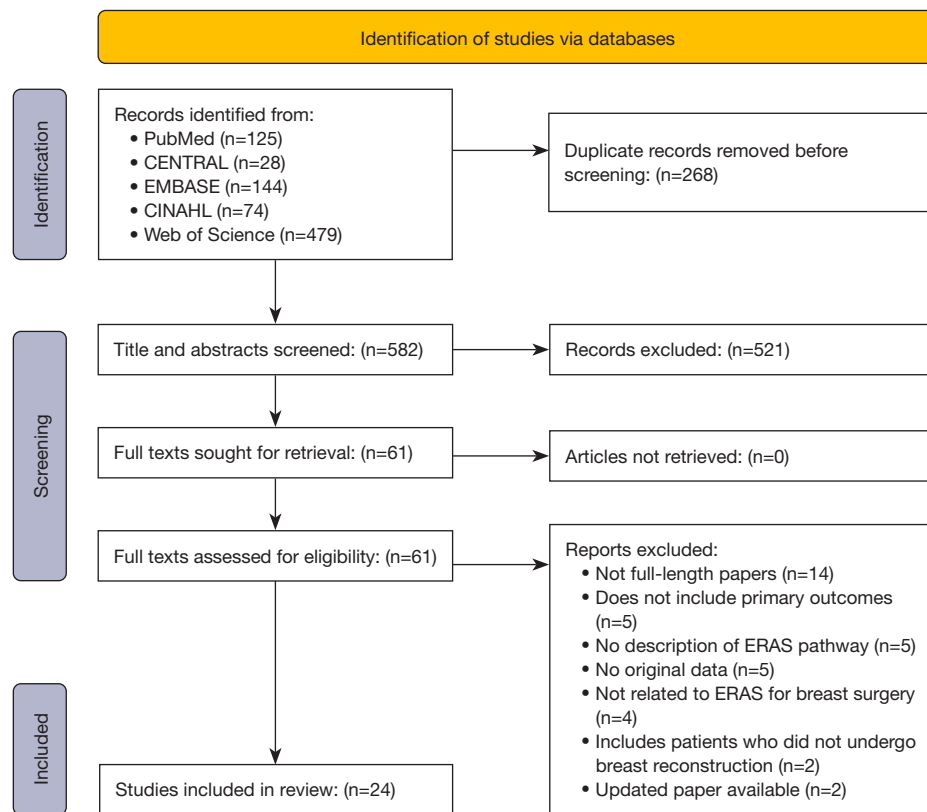 Identification of studies via databases
Identification
Records identified from:
• PubMed (n=125)
• CENTRAL (n=28)
• EMBASE (n=144)
• CINAHL (n=74)
• Web of Science (n=479)
Duplicate records removed before
screening: (n=268)
Screening
Title and abstracts screened: (n=582)
Records excluded: (n=521)
Full texts sought for retrieval: (n=61)
Articles not retrieved: (n=0)
Full texts assessed for eligibility: (n=61)
Reports excluded:
• Not full-length papers (n=14)
• Does not include primary outcomes
(n=5)
• No description of ERAS pathway (n=5)
• No original data (n=5)
• Not related to ERAS for breast surgery
(n=4)
• Includes patients who did not undergo
breast reconstruction (n=2)
• Updated paper available (n=2)
Included
Studies included in review: (n=24)